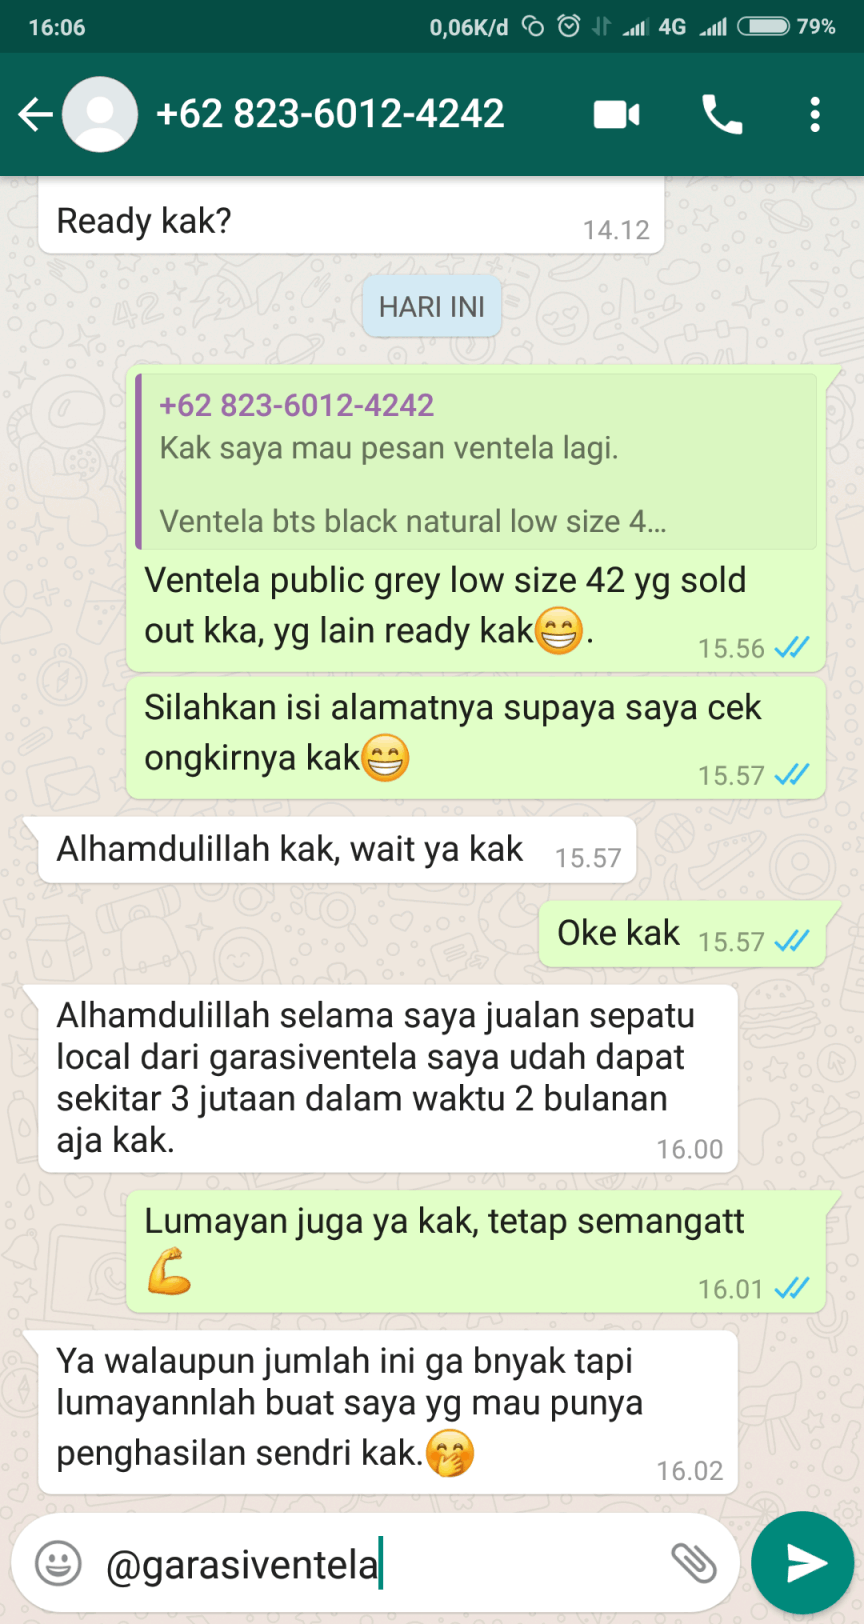 16:06
0,06K/d
4G
79%
+62 823-6012-4242
Ready kak?
14.12
HARI INI
+62 823-6012-4242
Kak saya mau pesan ventela lagi.
Ventela bts black natural low size 4...
Ventela public grey low size 42 yg sold
out kka, yg lain ready kak😁.
15.56
Silahkan isi alamatnya supaya saya cek
ongkirnya kak😁
15.57
Alhamdulillah kak, wait ya kak
15.57
Oke kak
15.57
Alhamdulillah selama saya jualan sepatu
local dari garasiventela saya udah dapat
sekitar 3 jutaan dalam waktu 2 bulanan
aja kak.
16.00
Lumayan juga ya kak, tetap semangatt
💪
16.01
Ya walaupun jumlah ini ga bnyak tapi
lumayannlah buat saya yg mau punya
penghasilan sendri kak.🤭
16.02
@garasiventela